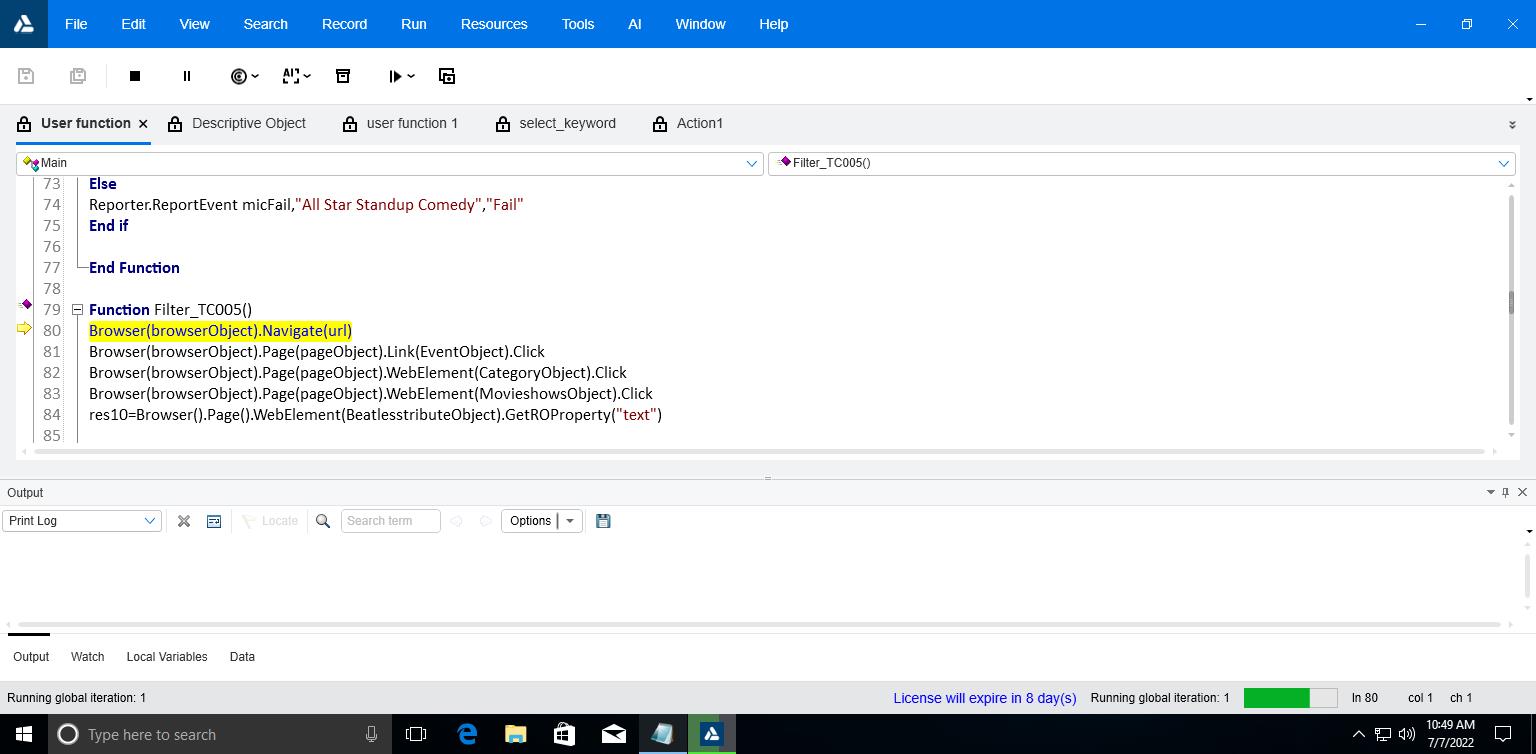 File Edit View Search Record Run Resources Tools AI Window Help
User function Descriptive Object user function 1 select_keyword Action1
Main Filter_TC005()
73 Else
74 Reporter.ReportEvent micFail,"All Star Standup Comedy","Fail"
75 End if
76
77 End Function
78
79 Function Filter_TC005()
80 Browser(browserObject).Navigate(url)
81 Browser(browserObject).Page(pageObject).Link(EventObject).Click
82 Browser(browserObject).Page(pageObject).WebElement(CategoryObject).Click
83 Browser(browserObject).Page(pageObject).WebElement(MovieshowsObject).Click
84 res10=Browser().Page().WebElement(BeatlesstributeObject).GetROProperty("text")
85
Output
Print Log Locate Search term Options
Output Watch Local Variables Data
Running global iteration: 1 License will expire in 8 day(s) Running global iteration: 1 ln 80 col 1 ch 1
Type here to search 10:49 AM
7/7/2022